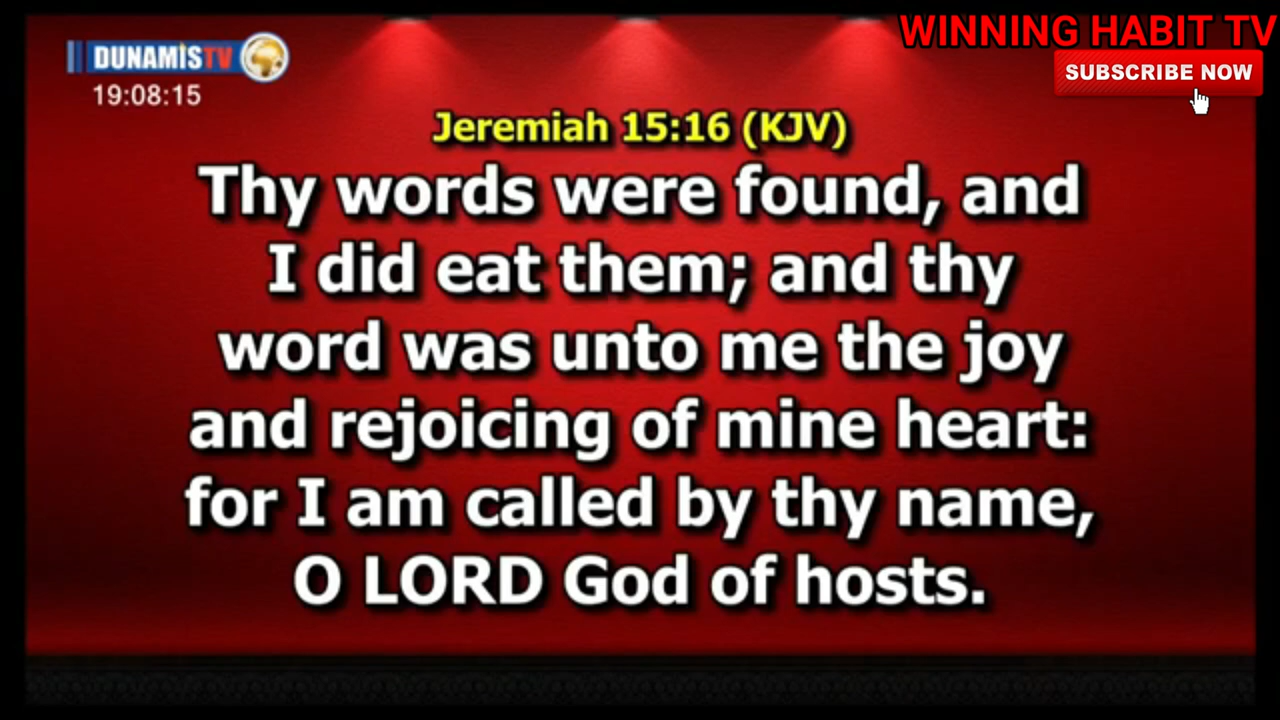 DUNAMISTV
19:08:15
WINNING HABIT TV
SUBSCRIBE NOW
Jeremiah 15:16 (KJV)
Thy words were found, and
I did eat them; and thy
word was unto me the joy
and rejoicing of mine heart:
for I am called by thy name,
O LORD God of hosts.